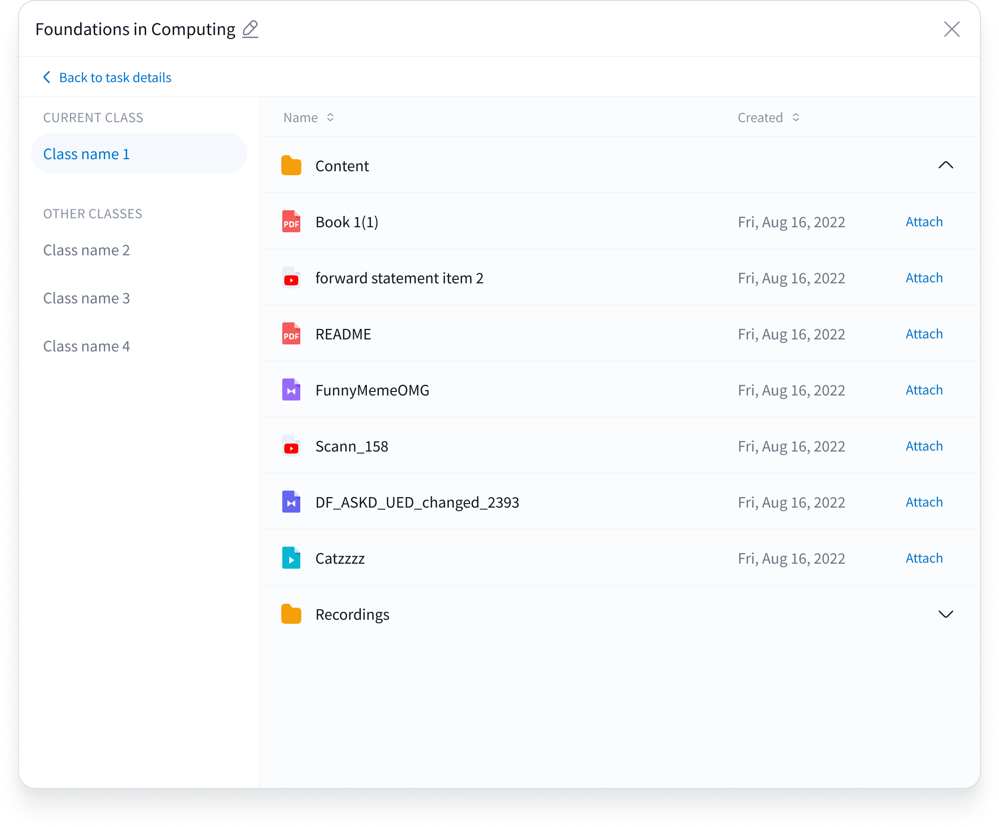 Foundations in Computing
Back to task details
CURRENT CLASS
Class name 1
OTHER CLASSES
Class name 2
Class name 3
Class name 4
Name Created
Content
PDF Book 1(1) Fri, Aug 16, 2022 Attach
forward statement item 2 Fri, Aug 16, 2022 Attach
PDF README Fri, Aug 16, 2022 Attach
FunnyMemeOMG Fri, Aug 16, 2022 Attach
Scann_158 Fri, Aug 16, 2022 Attach
DF_ASKD_UED_changed_2393 Fri, Aug 16, 2022 Attach
Catzzzz Fri, Aug 16, 2022 Attach
Recordings